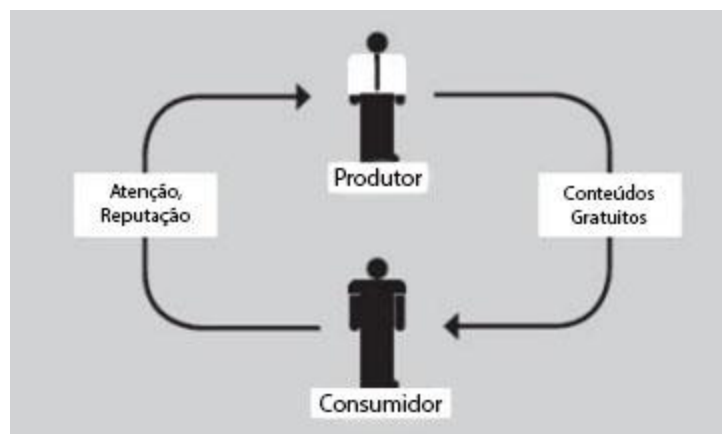 Produtor
Atenção,
Reputação
Conteúdos
Gratuitos
Consumidor